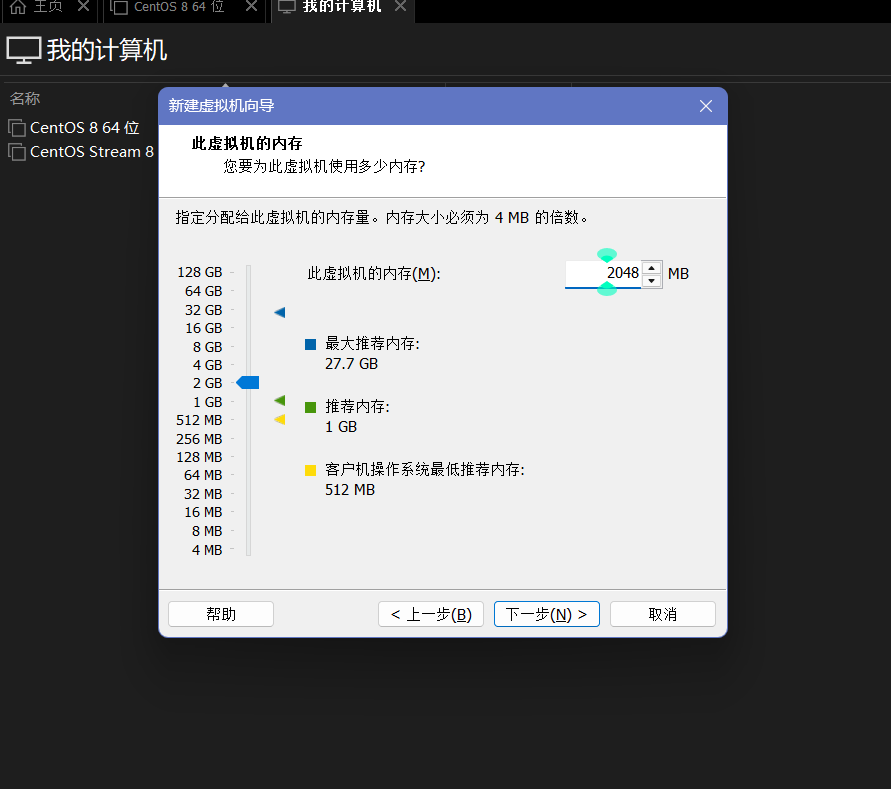 主页
CentOS 8 64 位
我的计算机
我的计算机
名称
CentOS 8 64 位
CentOS Stream 8
新建虚拟机向导
此虚拟机的内存
您要为此虚拟机使用多少内存?
指定分配给此虚拟机的内存量。内存大小必须为 4 MB 的倍数。
128 GB
64 GB
32 GB
16 GB
8 GB
4 GB
2 GB
1 GB
512 MB
256 MB
128 MB
64 MB
32 MB
16 MB
8 MB
4 MB
此虚拟机的内存(M):
2048 MB
最大推荐内存:
27.7 GB
推荐内存:
1 GB
客户机操作系统最低推荐内存:
512 MB
帮助
< 上一步(B)
下一步(N) >
取消